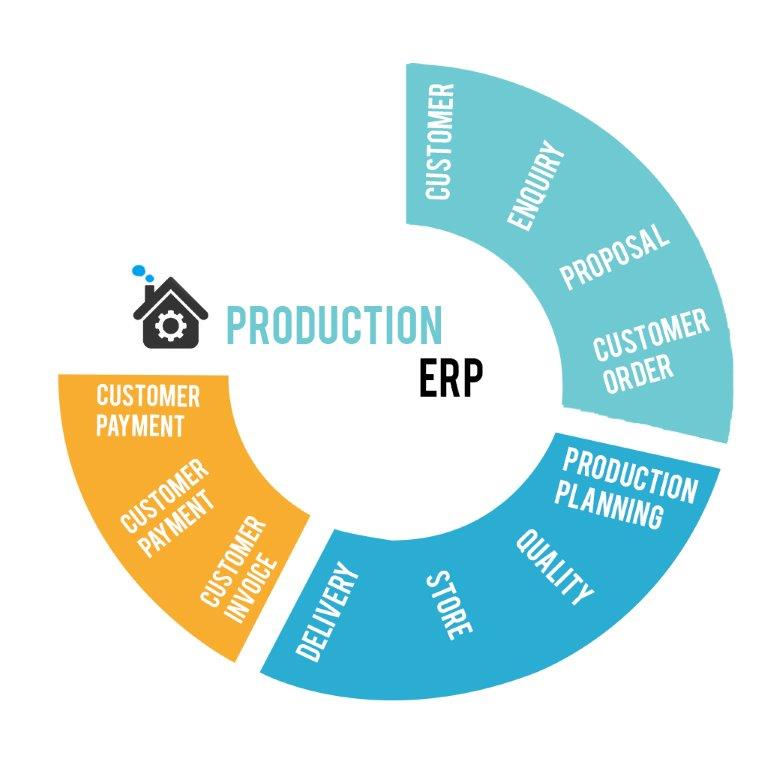 PRODUCTION
ERP
CUSTOMER
ENQUIRY
PROPOSAL
CUSTOMER
ORDER
PRODUCTION
PLANNING
QUALITY
STORE
DELIVERY
CUSTOMER
INVOICE
CUSTOMER
PAYMENT
CUSTOMER
PAYMENT